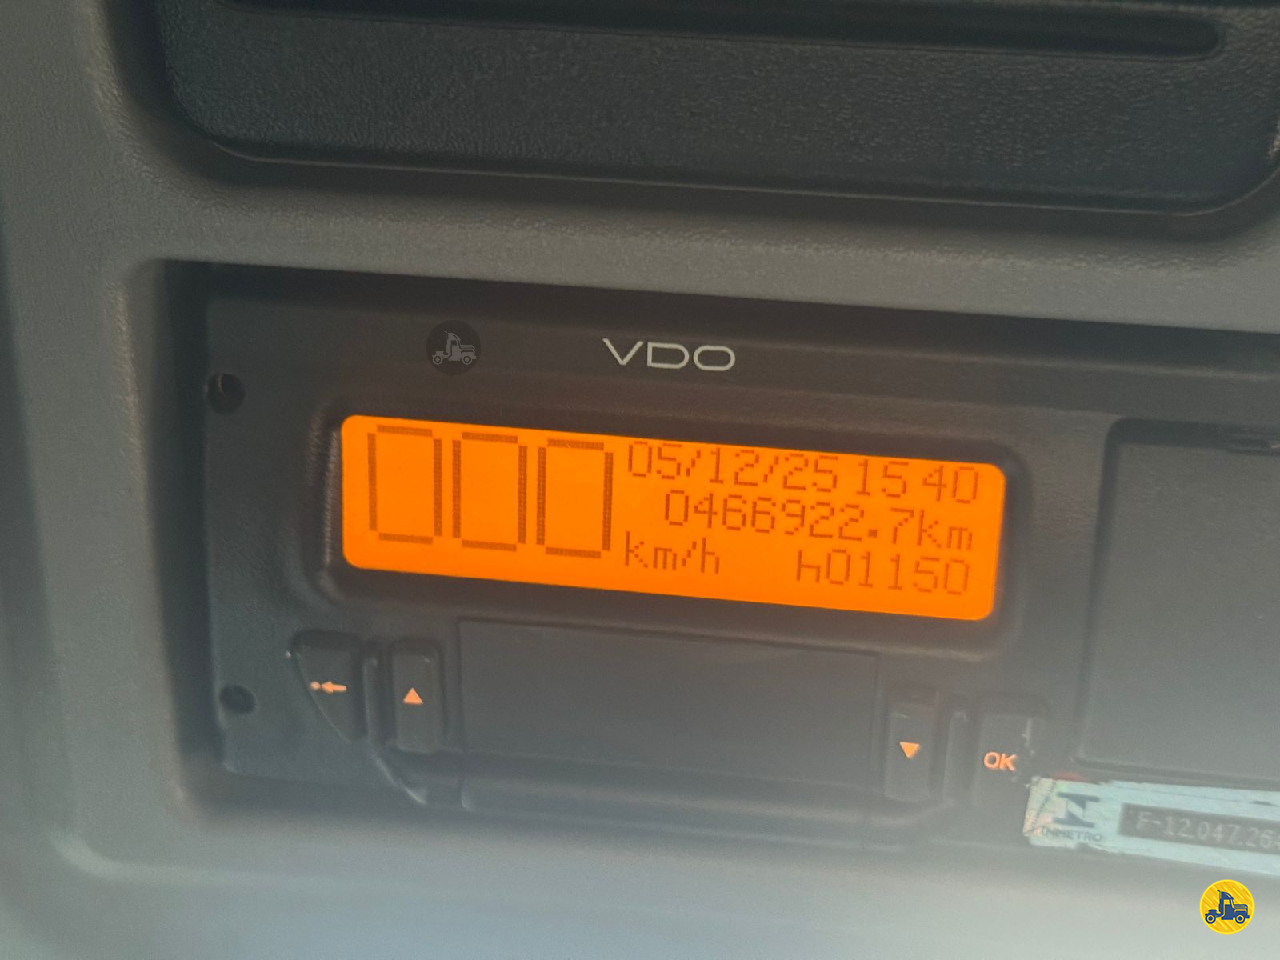 VDO
000
05/12/25 15 40
0466922.7km
km/h h01150
OK
INMETRO
F-12.047.26